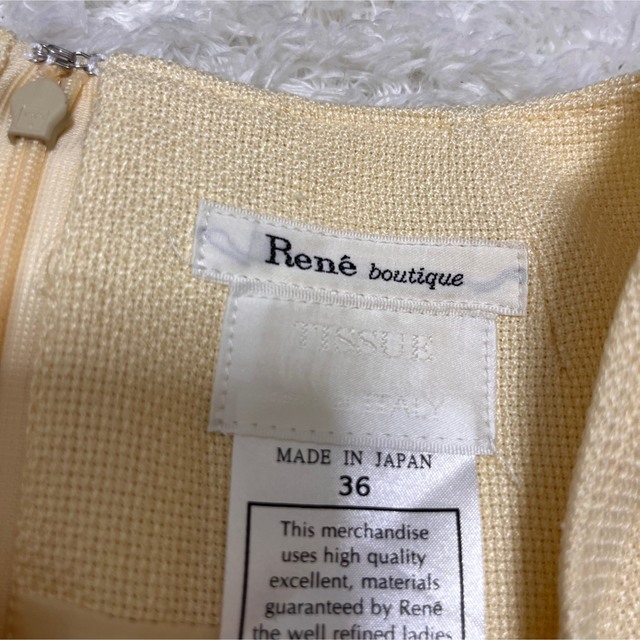 René boutique
TISSUE
ITALY
MADE IN JAPAN
36
This merchandise
uses high quality
excellent, materials
guaranteed by René
the well refined ladies